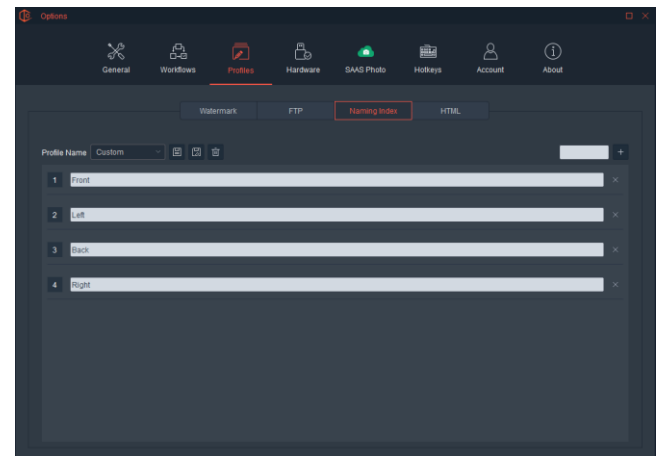 Options
General Workflows Profiles Hardware SAAS Photo Hotkeys Account About
Watermark FTP Naming Index HTML
Profile Name Custom
1 Front
2 Left
3 Back
4 Right